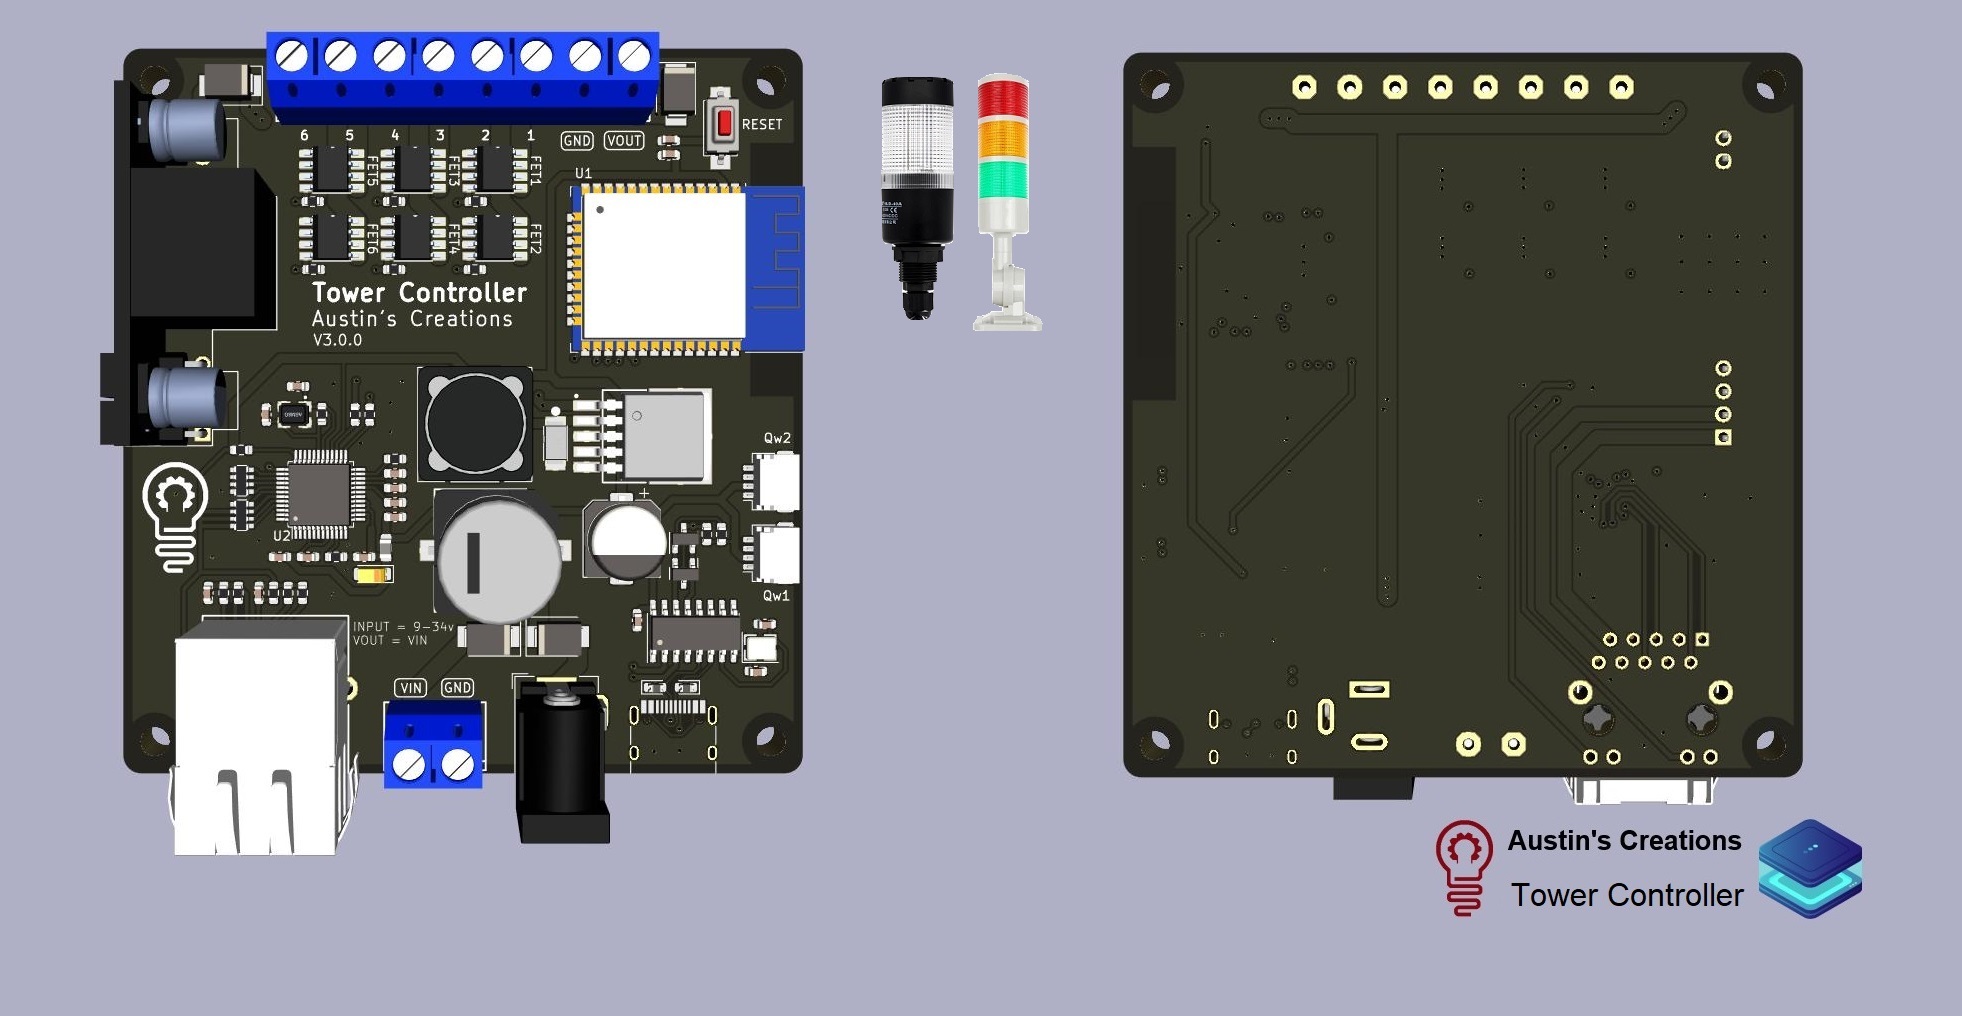 6 5 4 3 2 1 GND VOUT
RESET
FET5 FET3 FET1
U1
FET6 FET4 FET2
Tower Controller
Austin's Creations
V3.0.0
Qw2
+
U2
Qw1
INPUT = 9-34v
VOUT = VIN
VIN GND
Austin's Creations
Tower Controller